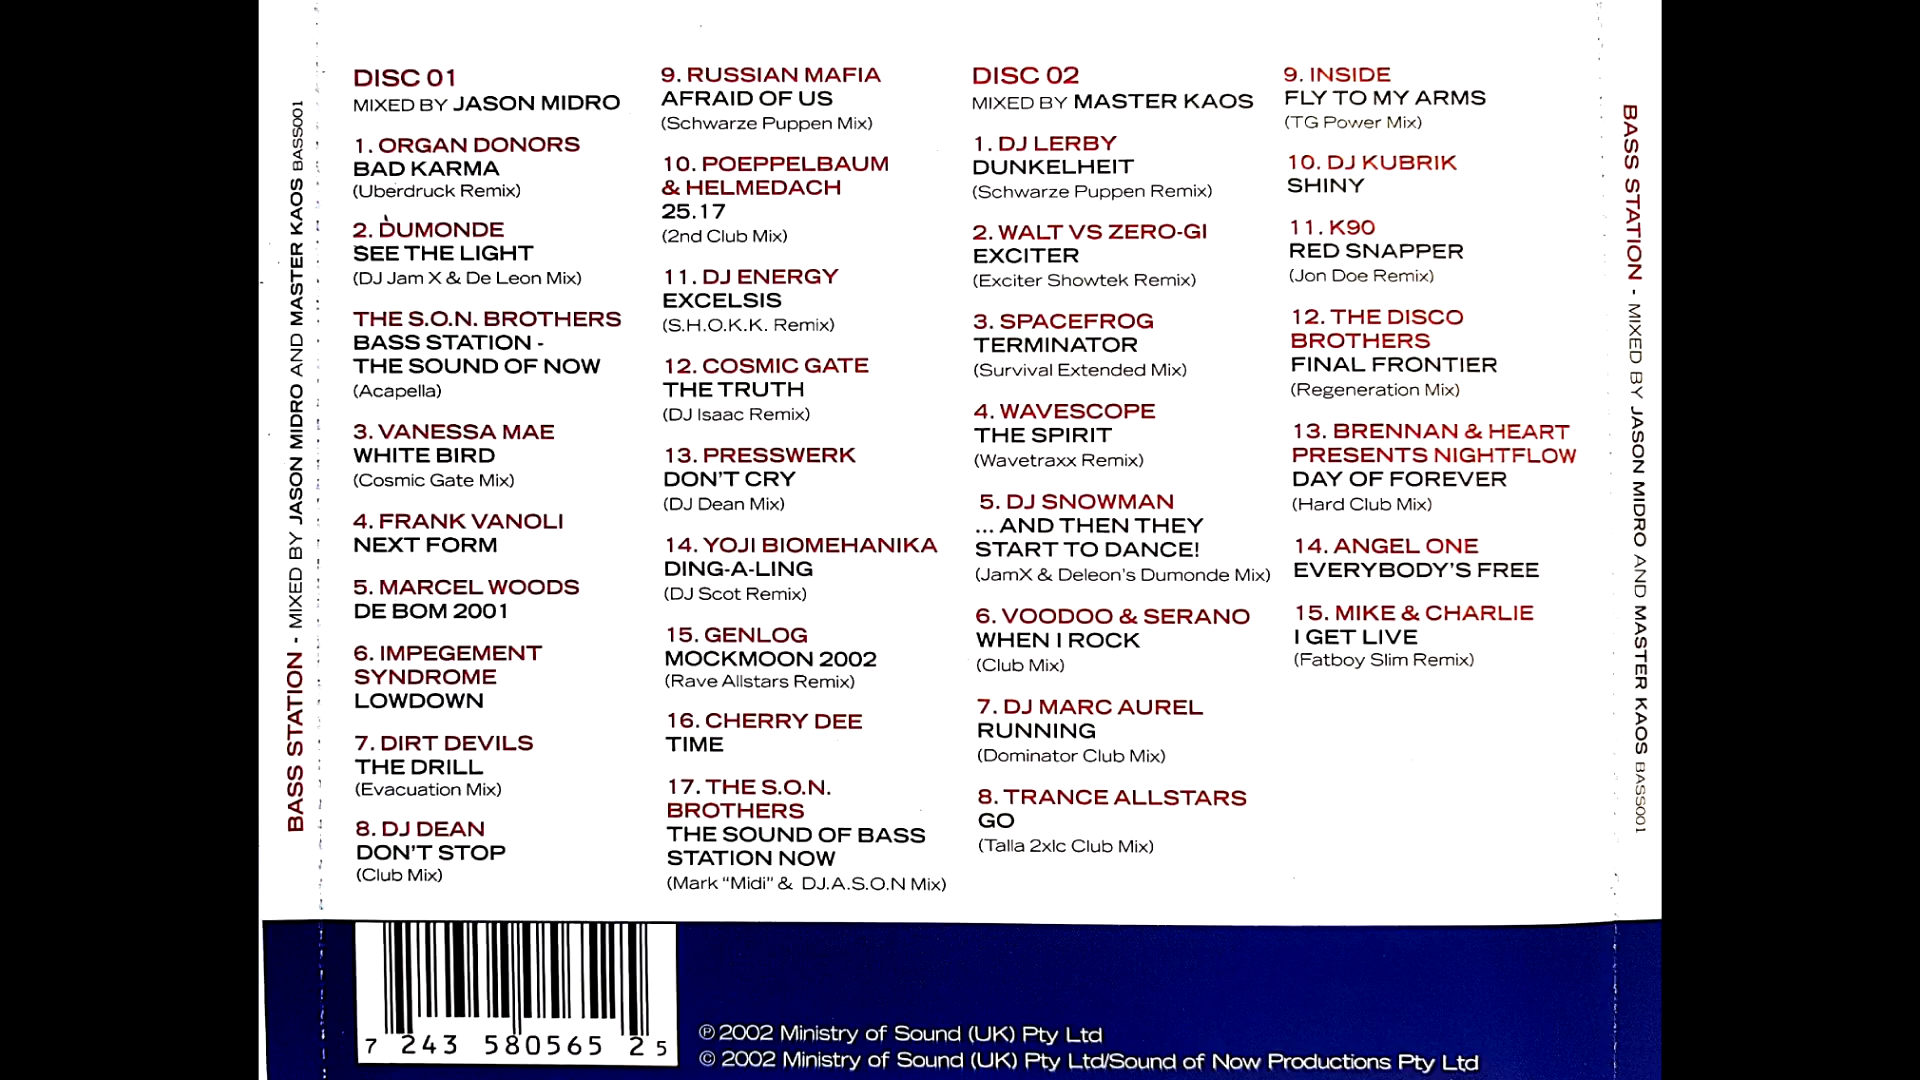 BASS STATION - MIXED BY JASON MIDRO AND MASTER KAOS BASS001
DISC 01
MIXED BY JASON MIDRO
1. ORGAN DONORS
BAD KARMA
(Uberdruck Remix)
2. DUMONDE
SEE THE LIGHT
(DJ Jam X & De Leon Mix)
THE S.O.N. BROTHERS
BASS STATION -
THE SOUND OF NOW
(Acapella)
3. VANESSA MAE
WHITE BIRD
(Cosmic Gate Mix)
4. FRANK VANOLI
NEXT FORM
5. MARCEL WOODS
DE BOM 2001
6. IMPEGEMENT
SYNDROME
LOWDOWN
7. DIRT DEVILS
THE DRILL
(Evacuation Mix)
8. DJ DEAN
DON'T STOP
(Club Mix)
9. RUSSIAN MAFIA
AFRAID OF US
(Schwarze Puppen Mix)
10. POEPPELBAUM
& HELMEDACH
25.17
(2nd Club Mix)
11. DJ ENERGY
EXCELSIS
(S.H.O.K.K. Remix)
12. COSMIC GATE
THE TRUTH
(DJ Isaac Remix)
13. PRESSWERK
DON'T CRY
(DJ Dean Mix)
14. YOJI BIOMEHANIKA
DING-A-LING
(DJ Scot Remix)
15. GENLOG
MOCKMOON 2002
(Rave Allstars Remix)
16. CHERRY DEE
TIME
17. THE S.O.N.
BROTHERS
THE SOUND OF BASS
STATION NOW
(Mark "Midi" & DJ.A.S.O.N Mix)
DISC 02
MIXED BY MASTER KAOS
1. DJ LERBY
DUNKELHEIT
(Schwarze Puppen Remix)
2. WALT VS ZERO-GI
EXCITER
(Exciter Showtek Remix)
3. SPACEFROG
TERMINATOR
(Survival Extended Mix)
4. WAVESCOPE
THE SPIRIT
(Wavetraxx Remix)
5. DJ SNOWMAN
... AND THEN THEY
START TO DANCE!
(JamX & Deleon's Dumonde Mix)
6. VOODOO & SERANO
WHEN I ROCK
(Club Mix)
7. DJ MARC AUREL
RUNNING
(Dominator Club Mix)
8. TRANCE ALLSTARS
GO
(Talla 2xlc Club Mix)
9. INSIDE
FLY TO MY ARMS
(TG Power Mix)
10. DJ KUBRIK
SHINY
11. K90
RED SNAPPER
(Jon Doe Remix)
12. THE DISCO
BROTHERS
FINAL FRONTIER
(Regeneration Mix)
13. BRENNAN & HEART
PRESENTS NIGHTFLOW
DAY OF FOREVER
(Hard Club Mix)
14. ANGEL ONE
EVERYBODY'S FREE
15. MIKE & CHARLIE
I GET LIVE
(Fatboy Slim Remix)
BASS STATION - MIXED BY JASON MIDRO AND MASTER KAOS BASS001
7 243 580565 2 5
℗ 2002 Ministry of Sound (UK) Pty Ltd
© 2002 Ministry of Sound (UK) Pty Ltd/Sound of Now Productions Pty Ltd